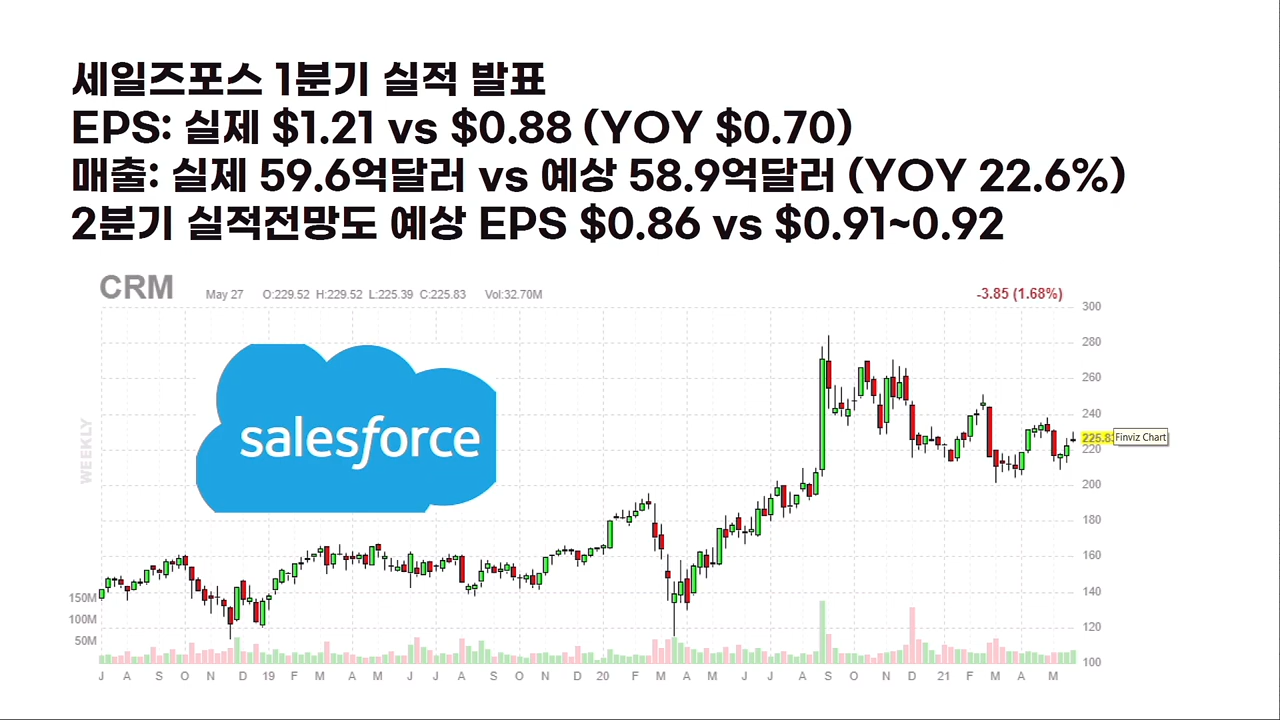 세일즈포스 1분기 실적 발표
EPS: 실제 $1.21 vs $0.88 (YOY $0.70)
매출: 실제 59.6억달러 vs 예상 58.9억달러 (YOY 22.6%)
2분기 실적전망도 예상 EPS $0.86 vs $0.91~0.92
CRM May 27 O:229.52 H:229.52 L:225.39 C:225.83 Vol:32.70M -3.85 (1.68%)
300
280
260
240
225.83 Finviz Chart
220
200
180
160
140
120
100
salesforce
WEEKLY
150M
100M
50M
J A S O N D 19 F M A M J J A S O N D 20 F M A M J J A S O N D 21 F M A M